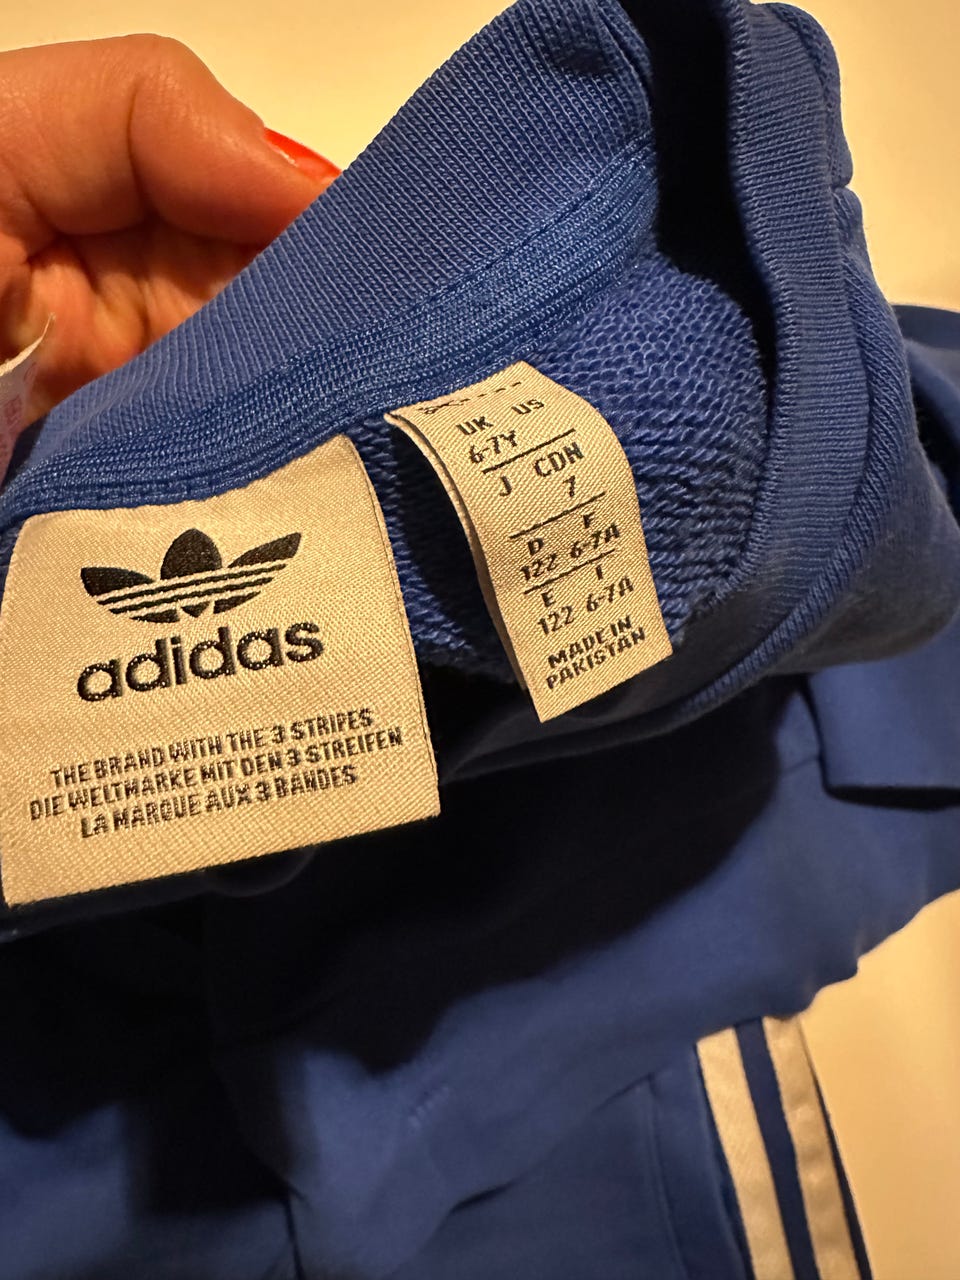 adidas
THE BRAND WITH THE 3 STRIPES
DIE WELTMARKE MIT DEN 3 STREIFEN
LA MARQUE AUX 3 BANDES
UK US
6-7Y
J CDN
7
D F
122 6-7A
E I
122 6-7A
MADE IN
PAKISTAN